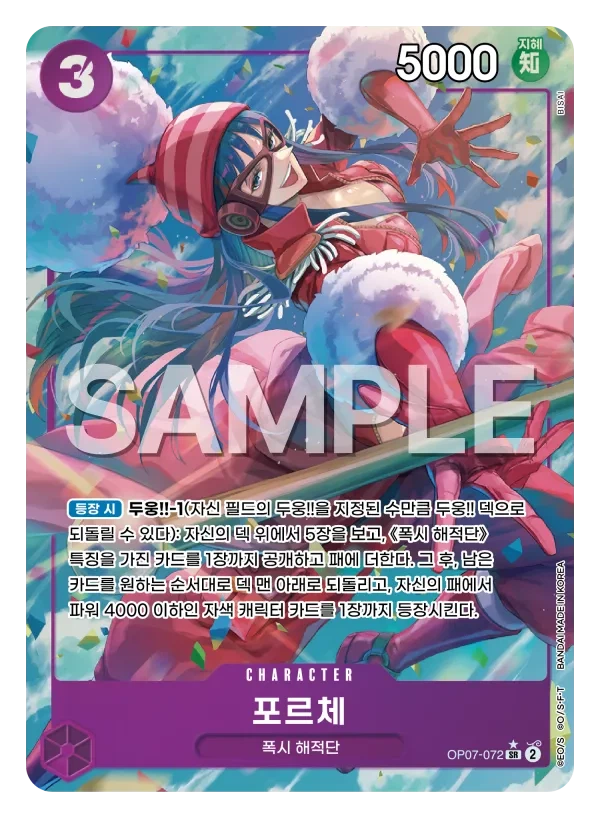 3
5000
지혜
知
BISAI
SAMPLE
등장 시 두웅!!-1(자신 필드의 두웅!!을 지정된 수만큼 두웅!! 덱으로
되돌릴 수 있다): 자신의 덱 위에서 5장을 보고, 《폭시 해적단》
특징을 가진 카드를 1장까지 공개하고 패에 더한다. 그 후, 남은
카드를 원하는 순서대로 덱 맨 아래로 되돌리고, 자신의 패에서
파워 4000 이하인 자색 캐릭터 카드를 1장까지 등장시킨다.
CHARACTER
포르체
폭시 해적단
OP07-072 SR 2
©EO/S ©O/S·F·T BANDAI MADE IN KOREA